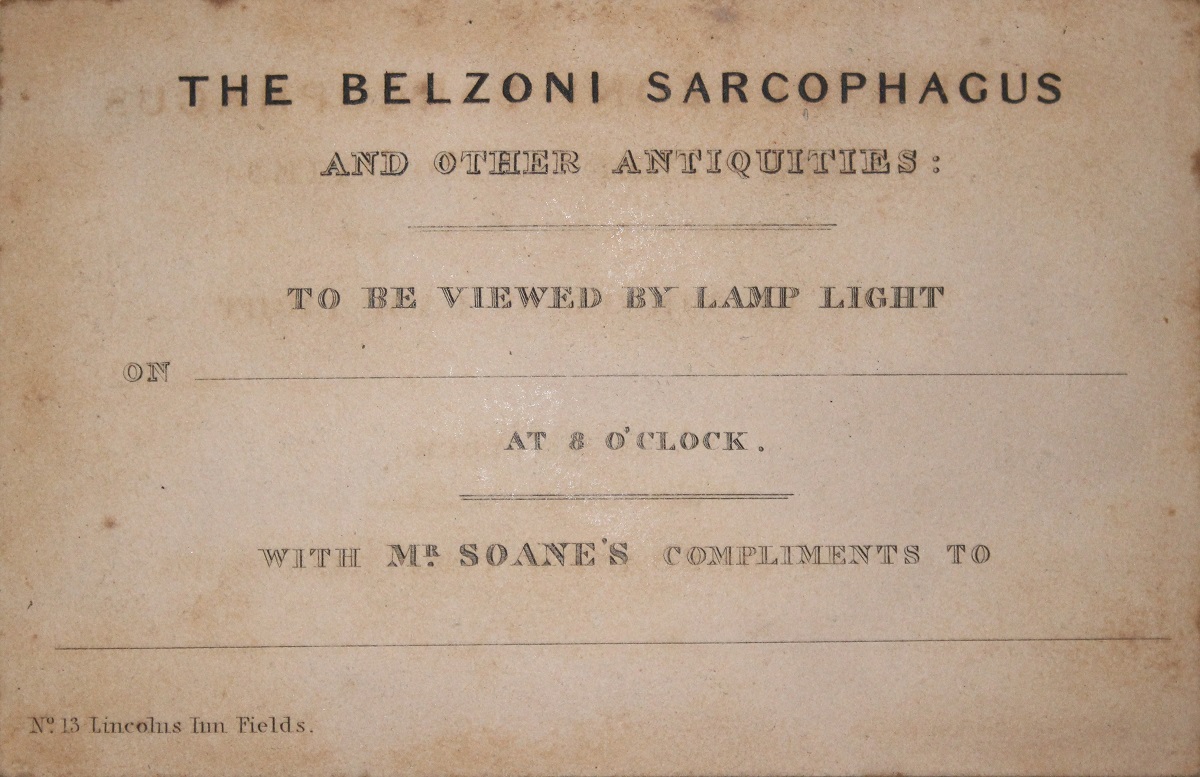 THE BELZONI SARCOPHAGUS
AND OTHER ANTIQUITIES:
TO BE VIEWED BY LAMP LIGHT
ON
AT 8 O'CLOCK.
WITH MR. SOANE'S COMPLIMENTS TO
No. 13 Lincolns Inn Fields.